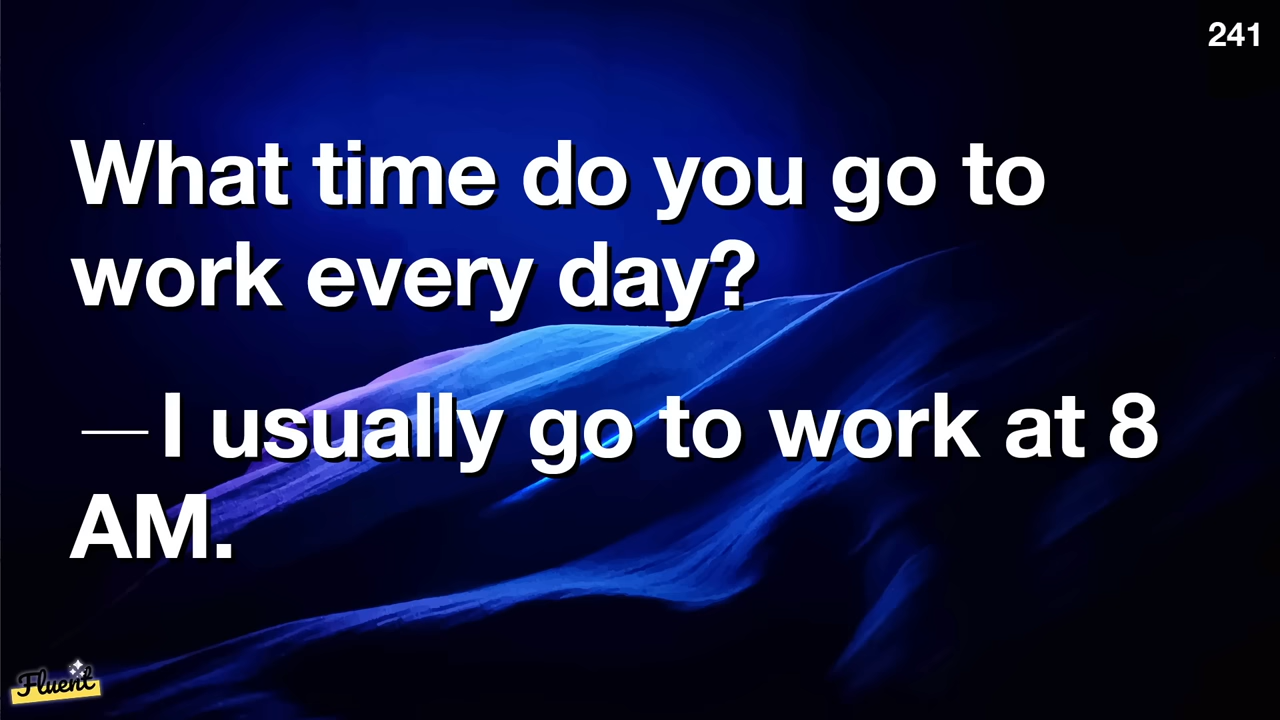 241
What time do you go to
work every day?
— I usually go to work at 8
AM.
Fluent